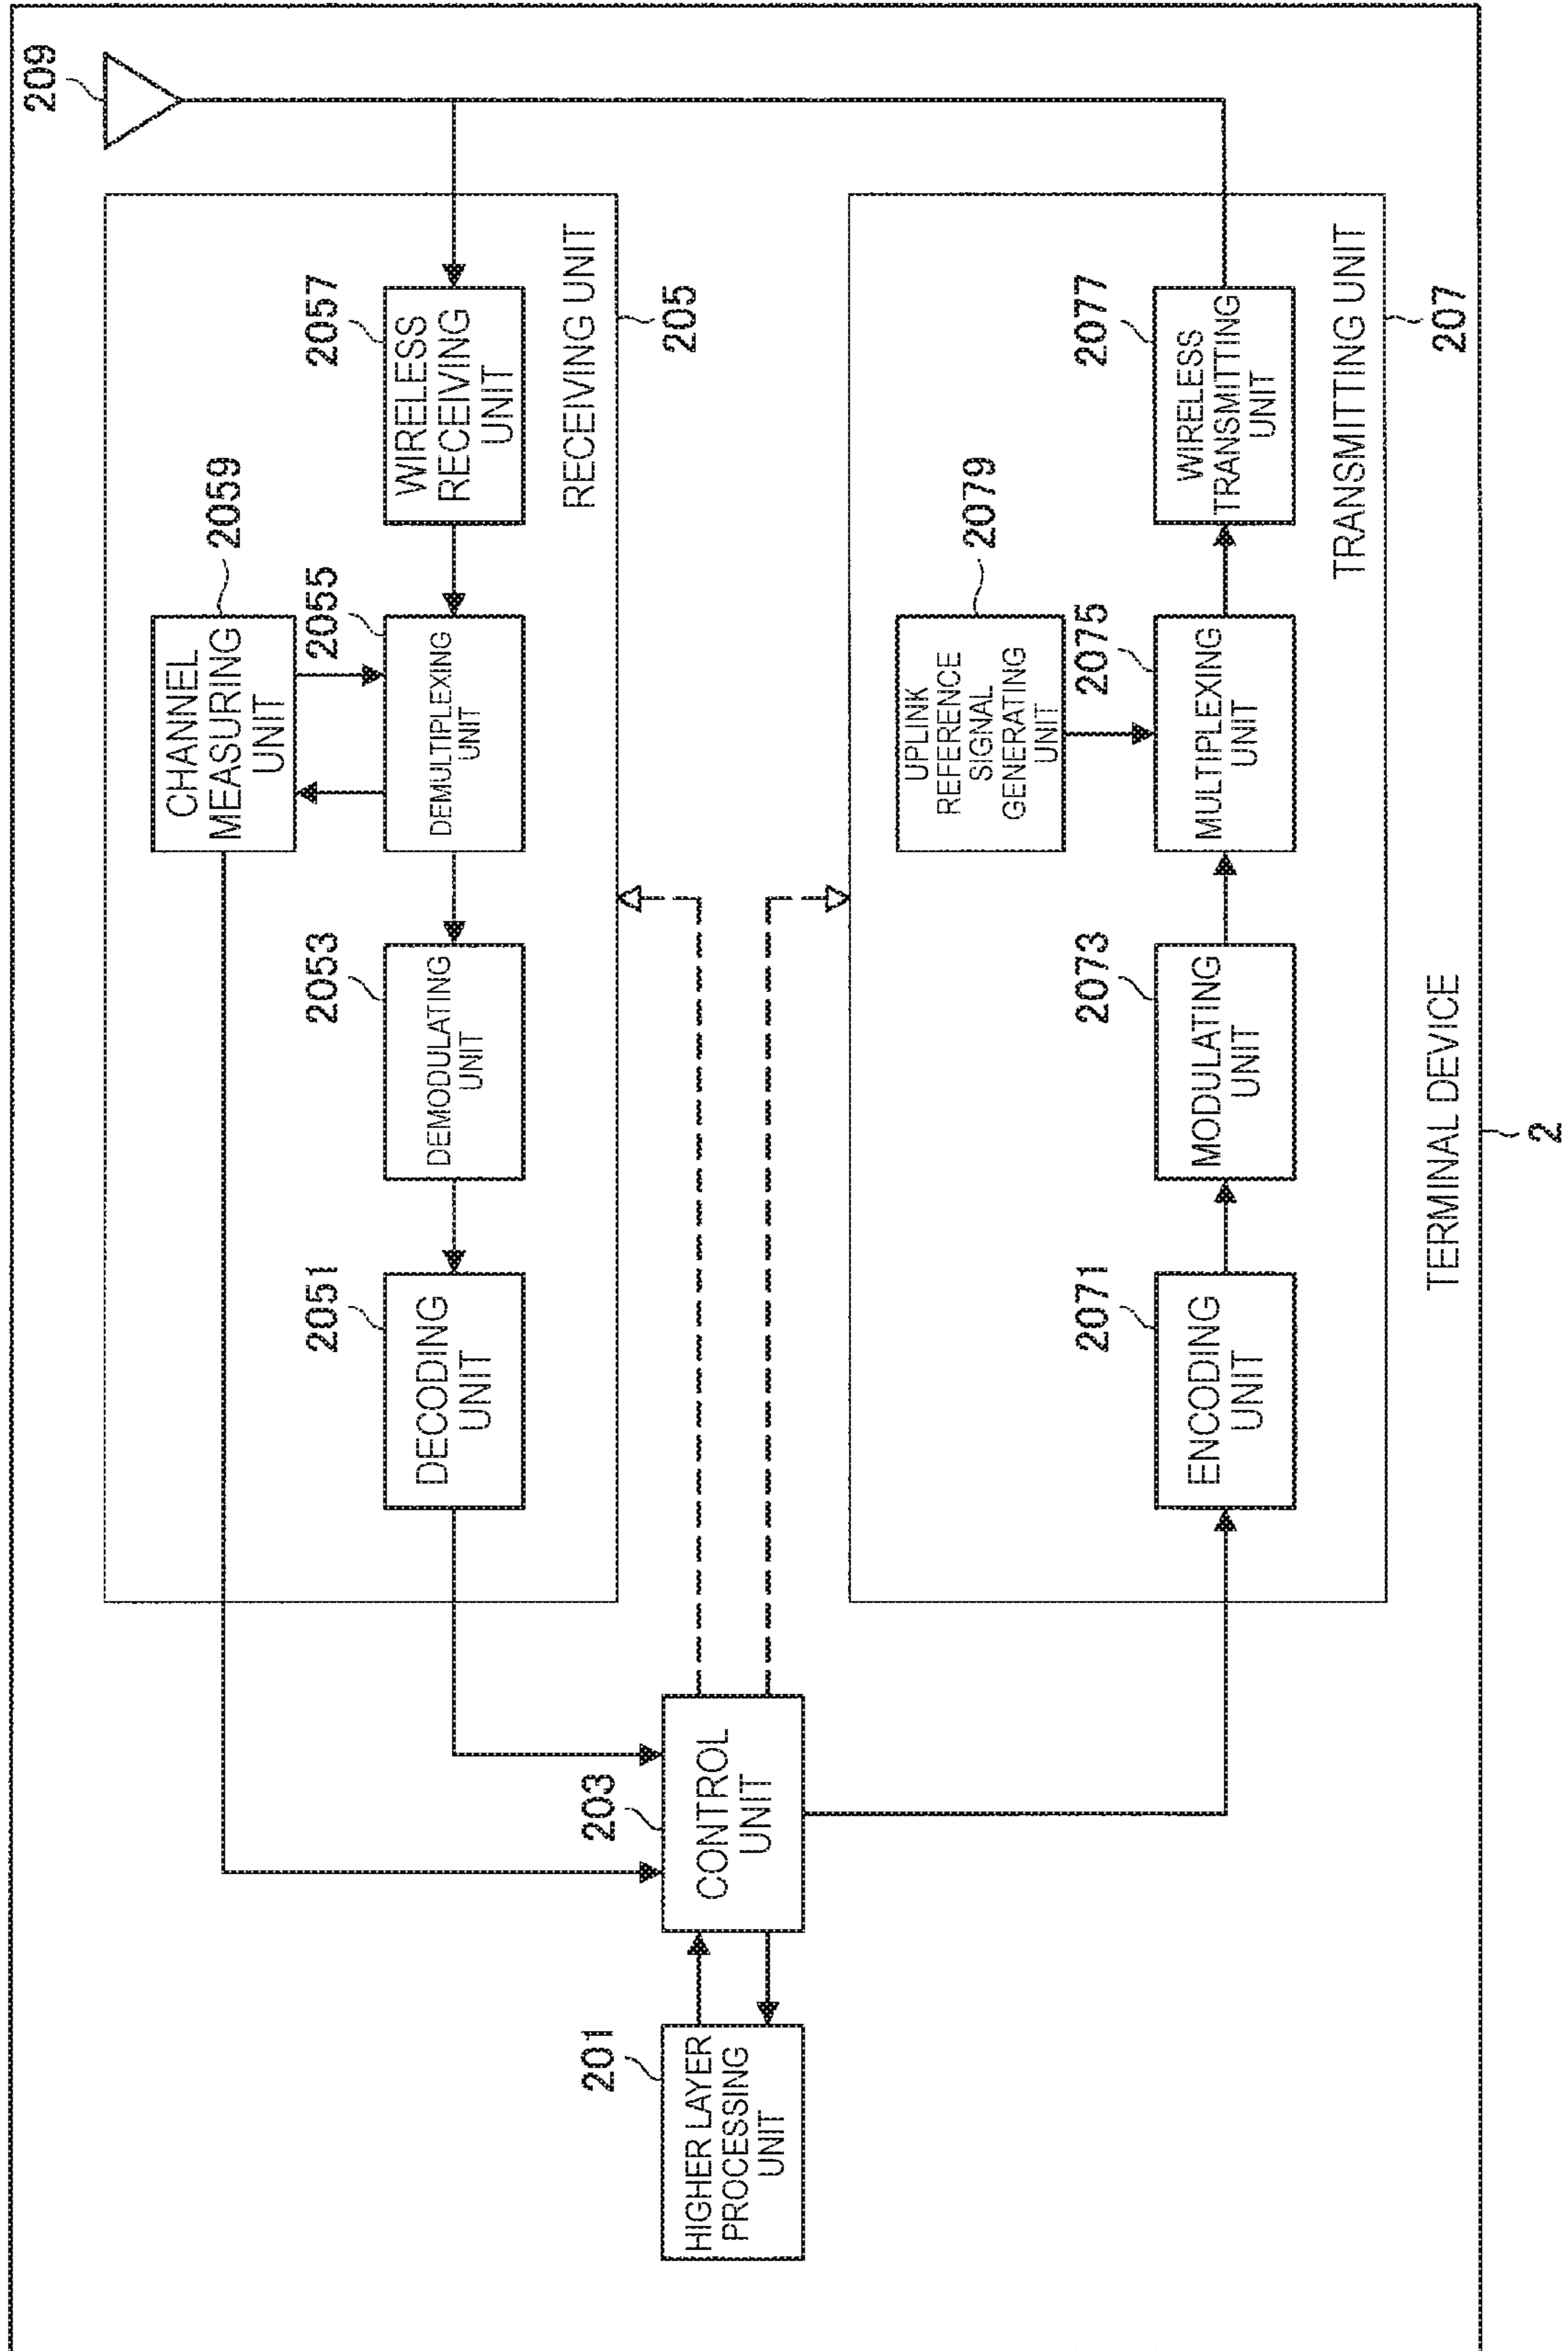 209
2059
CHANNEL
MEASURING
UNIT
2051
DECODING
UNIT
2053
DEMODULATING
UNIT
2055
DEMULTIPLEXING
UNIT
2057
WIRELESS
RECEIVING
UNIT
RECEIVING UNIT
205
201
HIGHER LAYER
PROCESSING
UNIT
203
CONTROL
UNIT
2079
UPLINK
REFERENCE
SIGNAL
GENERATING
UNIT
2071
ENCODING
UNIT
2073
MODULATING
UNIT
2075
MULTIPLEXING
UNIT
2077
WIRELESS
TRANSMITTING
UNIT
TRANSMITTING UNIT
207
TERMINAL DEVICE
2